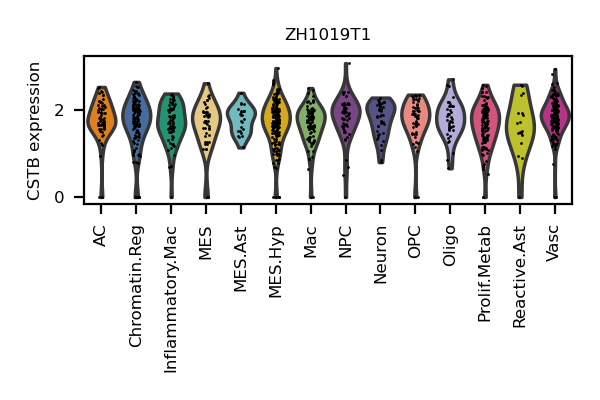 ZH1019T1
CSTB expression
2
0
AC
Chromatin.Reg
Inflammatory.Mac
MES
MES.Ast
MES.Hyp
Mac
NPC
Neuron
OPC
Oligo
Prolif.Metab
Reactive.Ast
Vasc